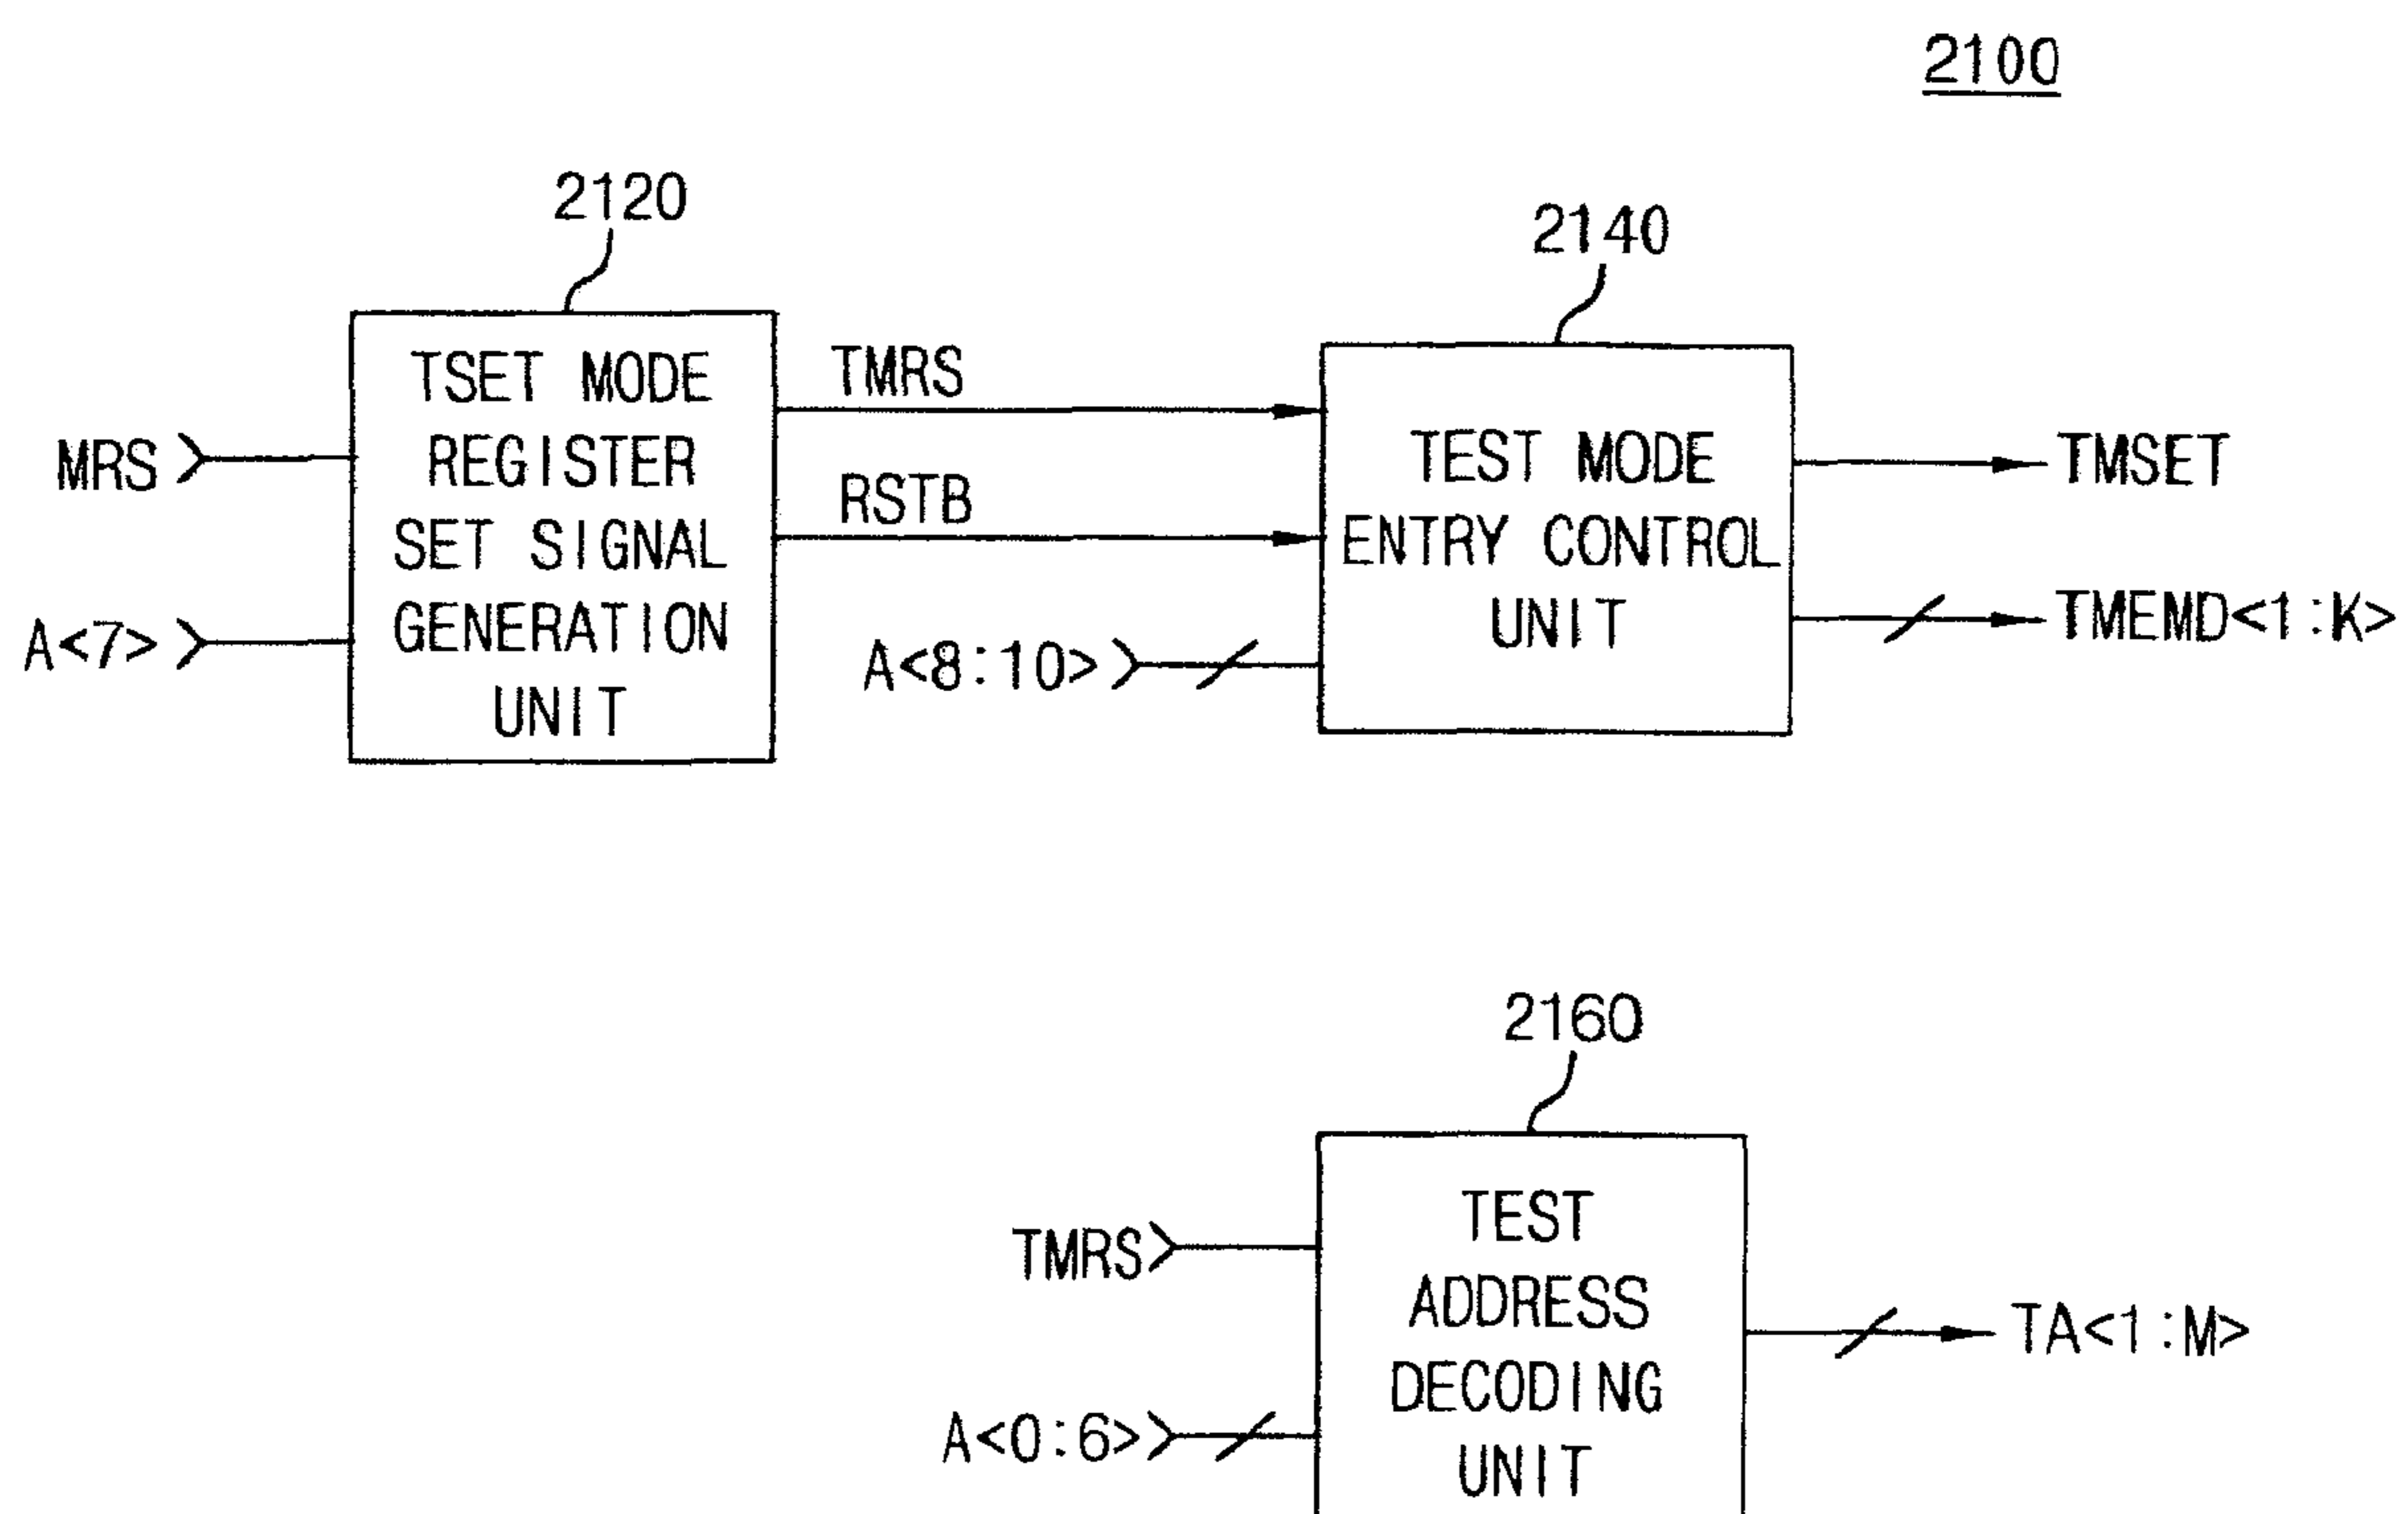 2100
2120
2140
TSET MODE
REGISTER
SET SIGNAL
GENERATION
UNIT
MRS
A<7>
TMRS
RSTB
A<8:10>
TEST MODE
ENTRY CONTROL
UNIT
TMSET
TMEMD<1:K>
2160
TMRS
A<0:6>
TEST
ADDRESS
DECODING
UNIT
TA<1:M>